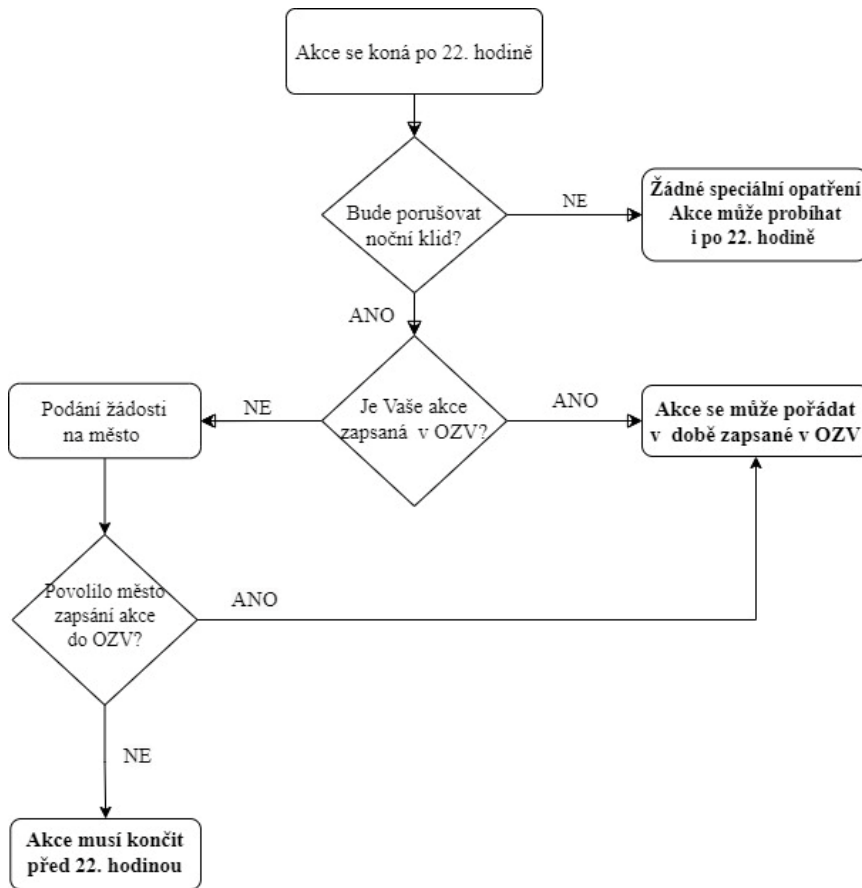 Akce se koná po 22. hodině
Bude porušovat
noční klid?
NE
Žádné speciální opatření
Akce může probíhat
i po 22. hodině
ANO
Je Vaše akce
zapsaná v OZV?
NE
Podání žádosti
na město
ANO
Akce se může pořádat
v době zapsané v OZV
Povolilo město
zapsání akce
do OZV?
ANO
NE
Akce musí končit
před 22. hodinou